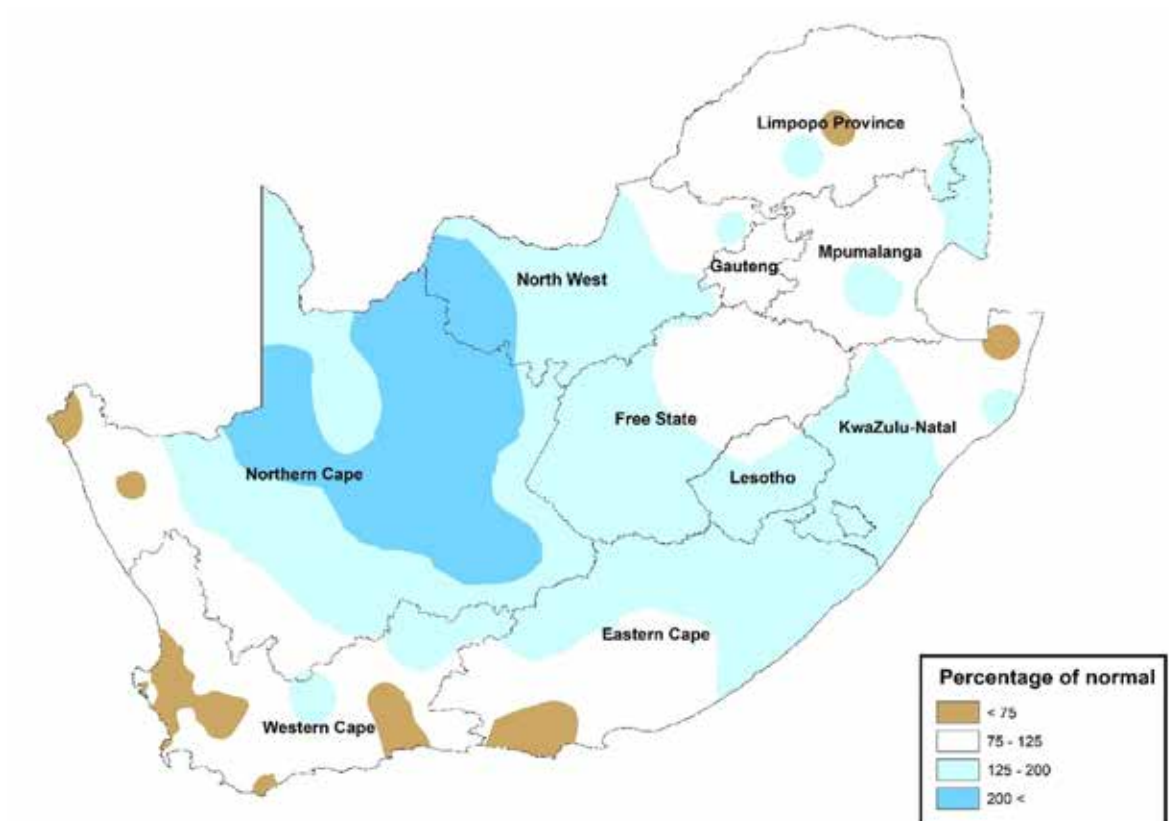 Limpopo Province
Mpumalanga
Gauteng
North West
Free State
KwaZulu-Natal
Northern Cape
Lesotho
Eastern Cape
Western Cape
Percentage of normal
< 75
75 - 125
125 - 200
200 <